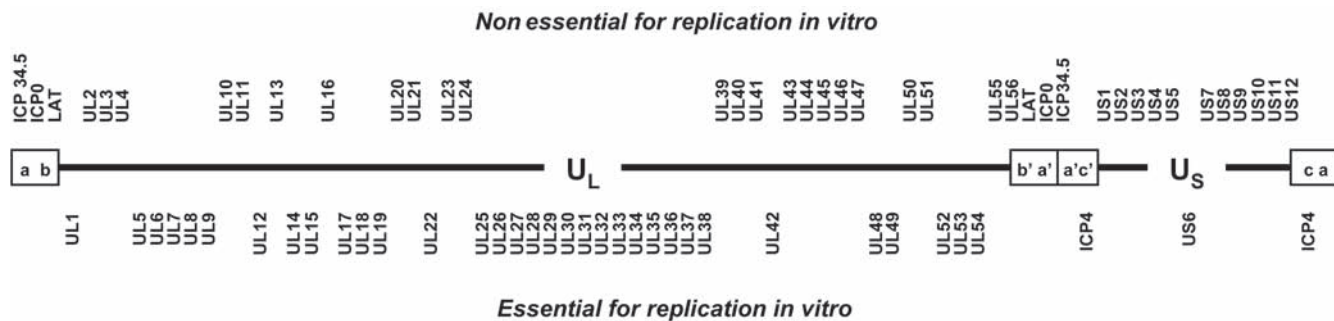 Non essential for replication in vitro
ICP 34.5
ICP0
LAT
UL2
UL3
UL4
UL10
UL11
UL13
UL16
UL20
UL21
UL23
UL24
UL39
UL40
UL41
UL43
UL44
UL45
UL46
UL47
UL50
UL51
UL55
UL56
LAT
ICP0
ICP34.5
US1
US2
US3
US4
US5
US7
US8
US9
US10
US11
US12
a b
UL
b' a'
a'c'
US
c a
UL1
UL5
UL6
UL7
UL8
UL9
UL12
UL14
UL15
UL17
UL18
UL19
UL22
UL25
UL26
UL27
UL28
UL29
UL30
UL31
UL32
UL33
UL34
UL35
UL36
UL37
UL38
UL42
UL48
UL49
UL52
UL53
UL54
ICP4
US6
ICP4
Essential for replication in vitro